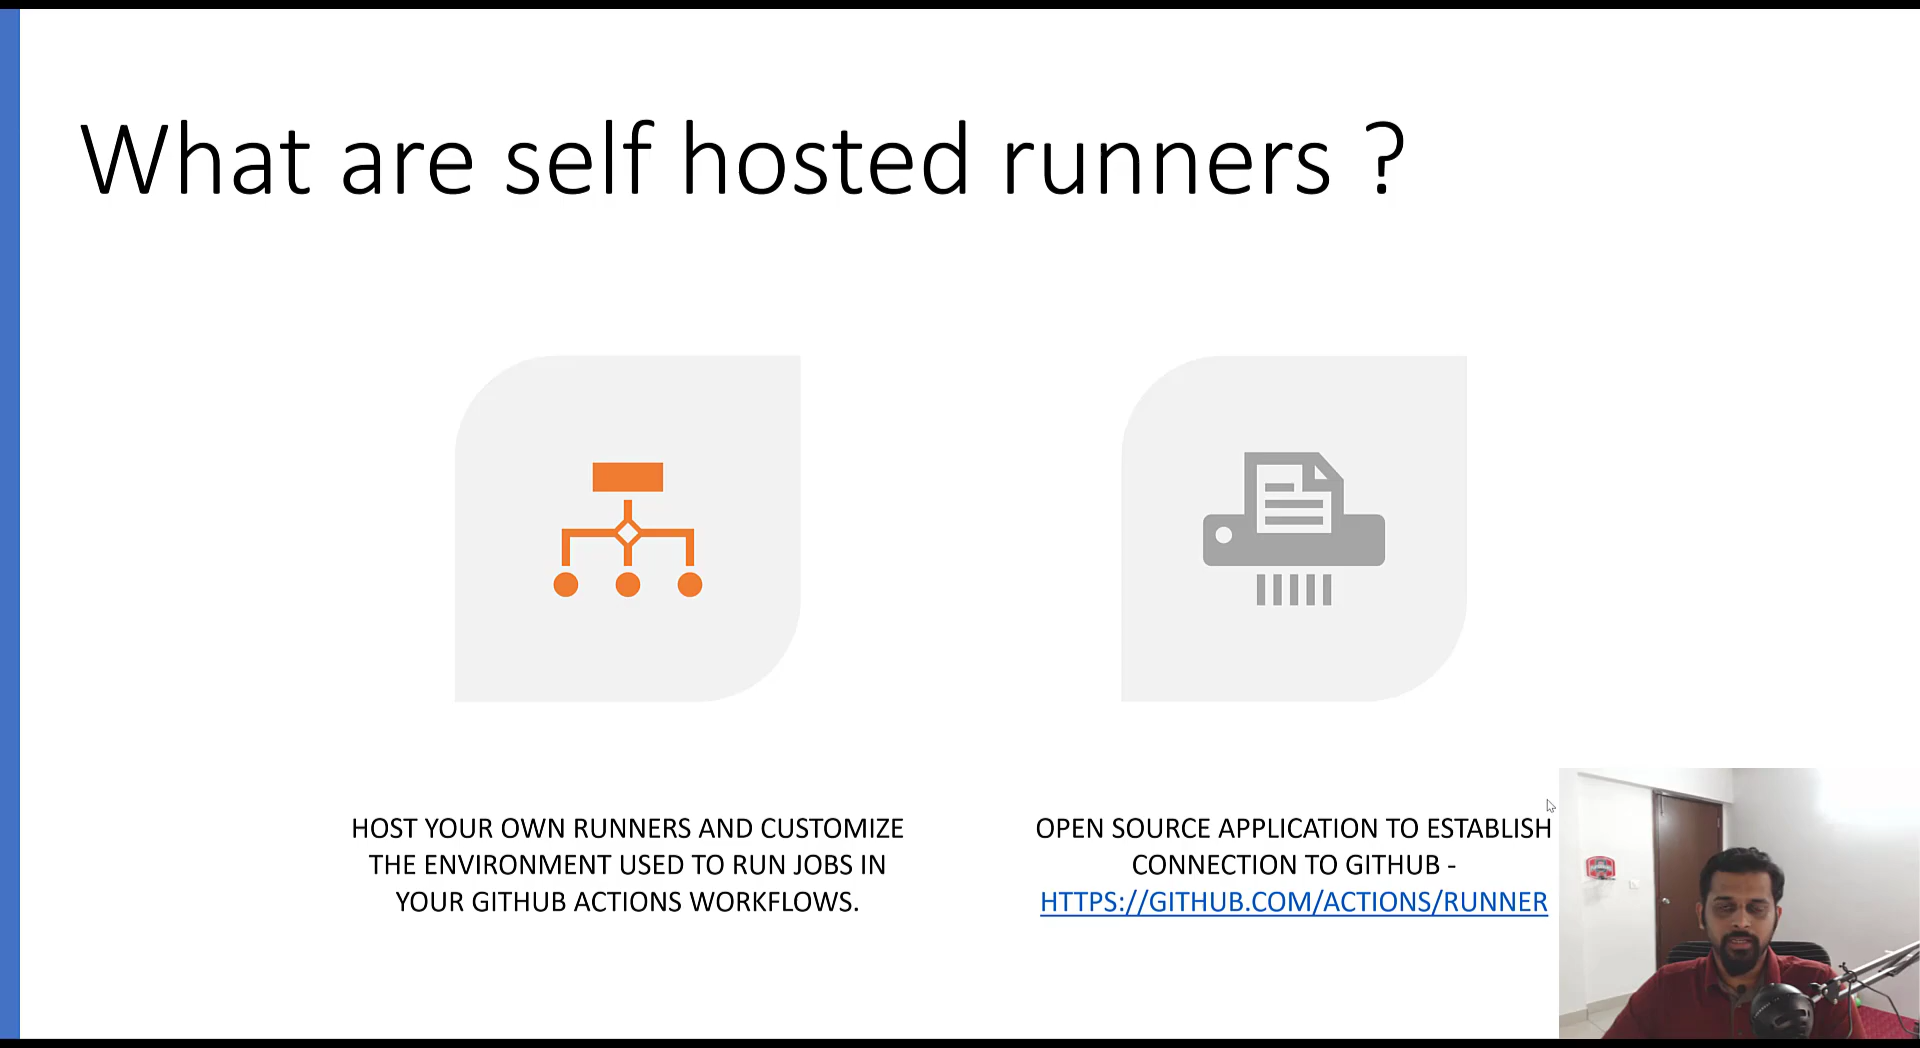 What are self hosted runners ?
HOST YOUR OWN RUNNERS AND CUSTOMIZE
THE ENVIRONMENT USED TO RUN JOBS IN
YOUR GITHUB ACTIONS WORKFLOWS.
OPEN SOURCE APPLICATION TO ESTABLISH
CONNECTION TO GITHUB -
HTTPS://GITHUB.COM/ACTIONS/RUNNER